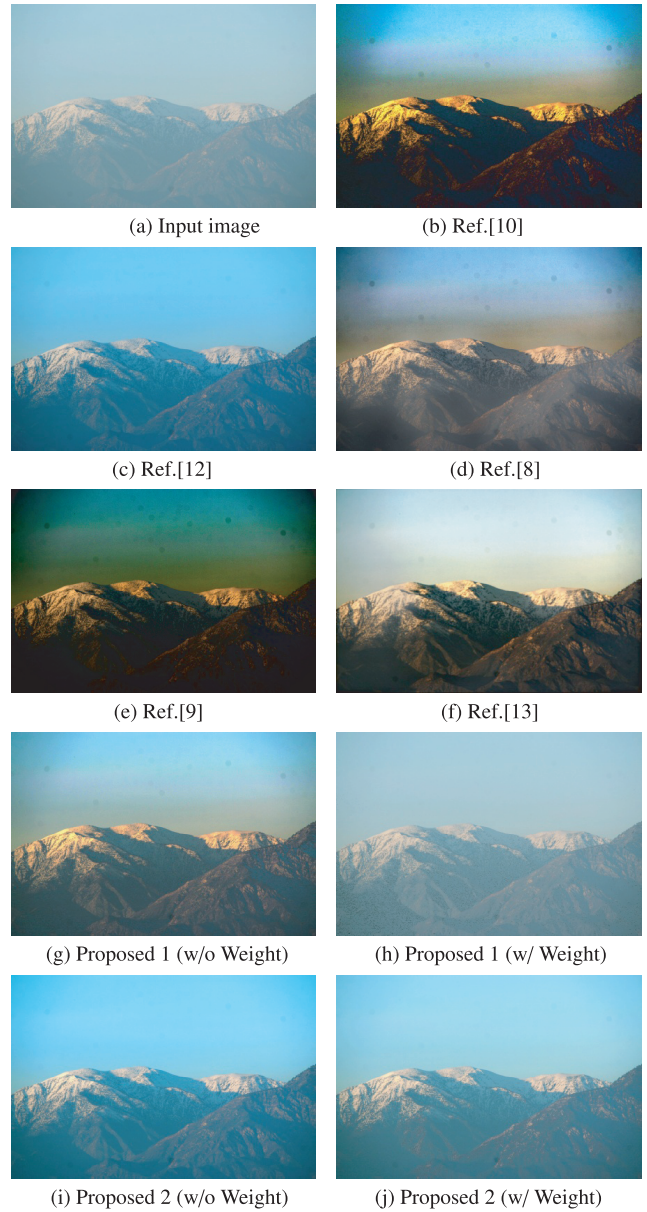 (a) Input image
(b) Ref.[10]
(c) Ref.[12]
(d) Ref.[8]
(e) Ref.[9]
(f) Ref.[13]
(g) Proposed 1 (w/o Weight)
(h) Proposed 1 (w/ Weight)
(i) Proposed 2 (w/o Weight)
(j) Proposed 2 (w/ Weight)